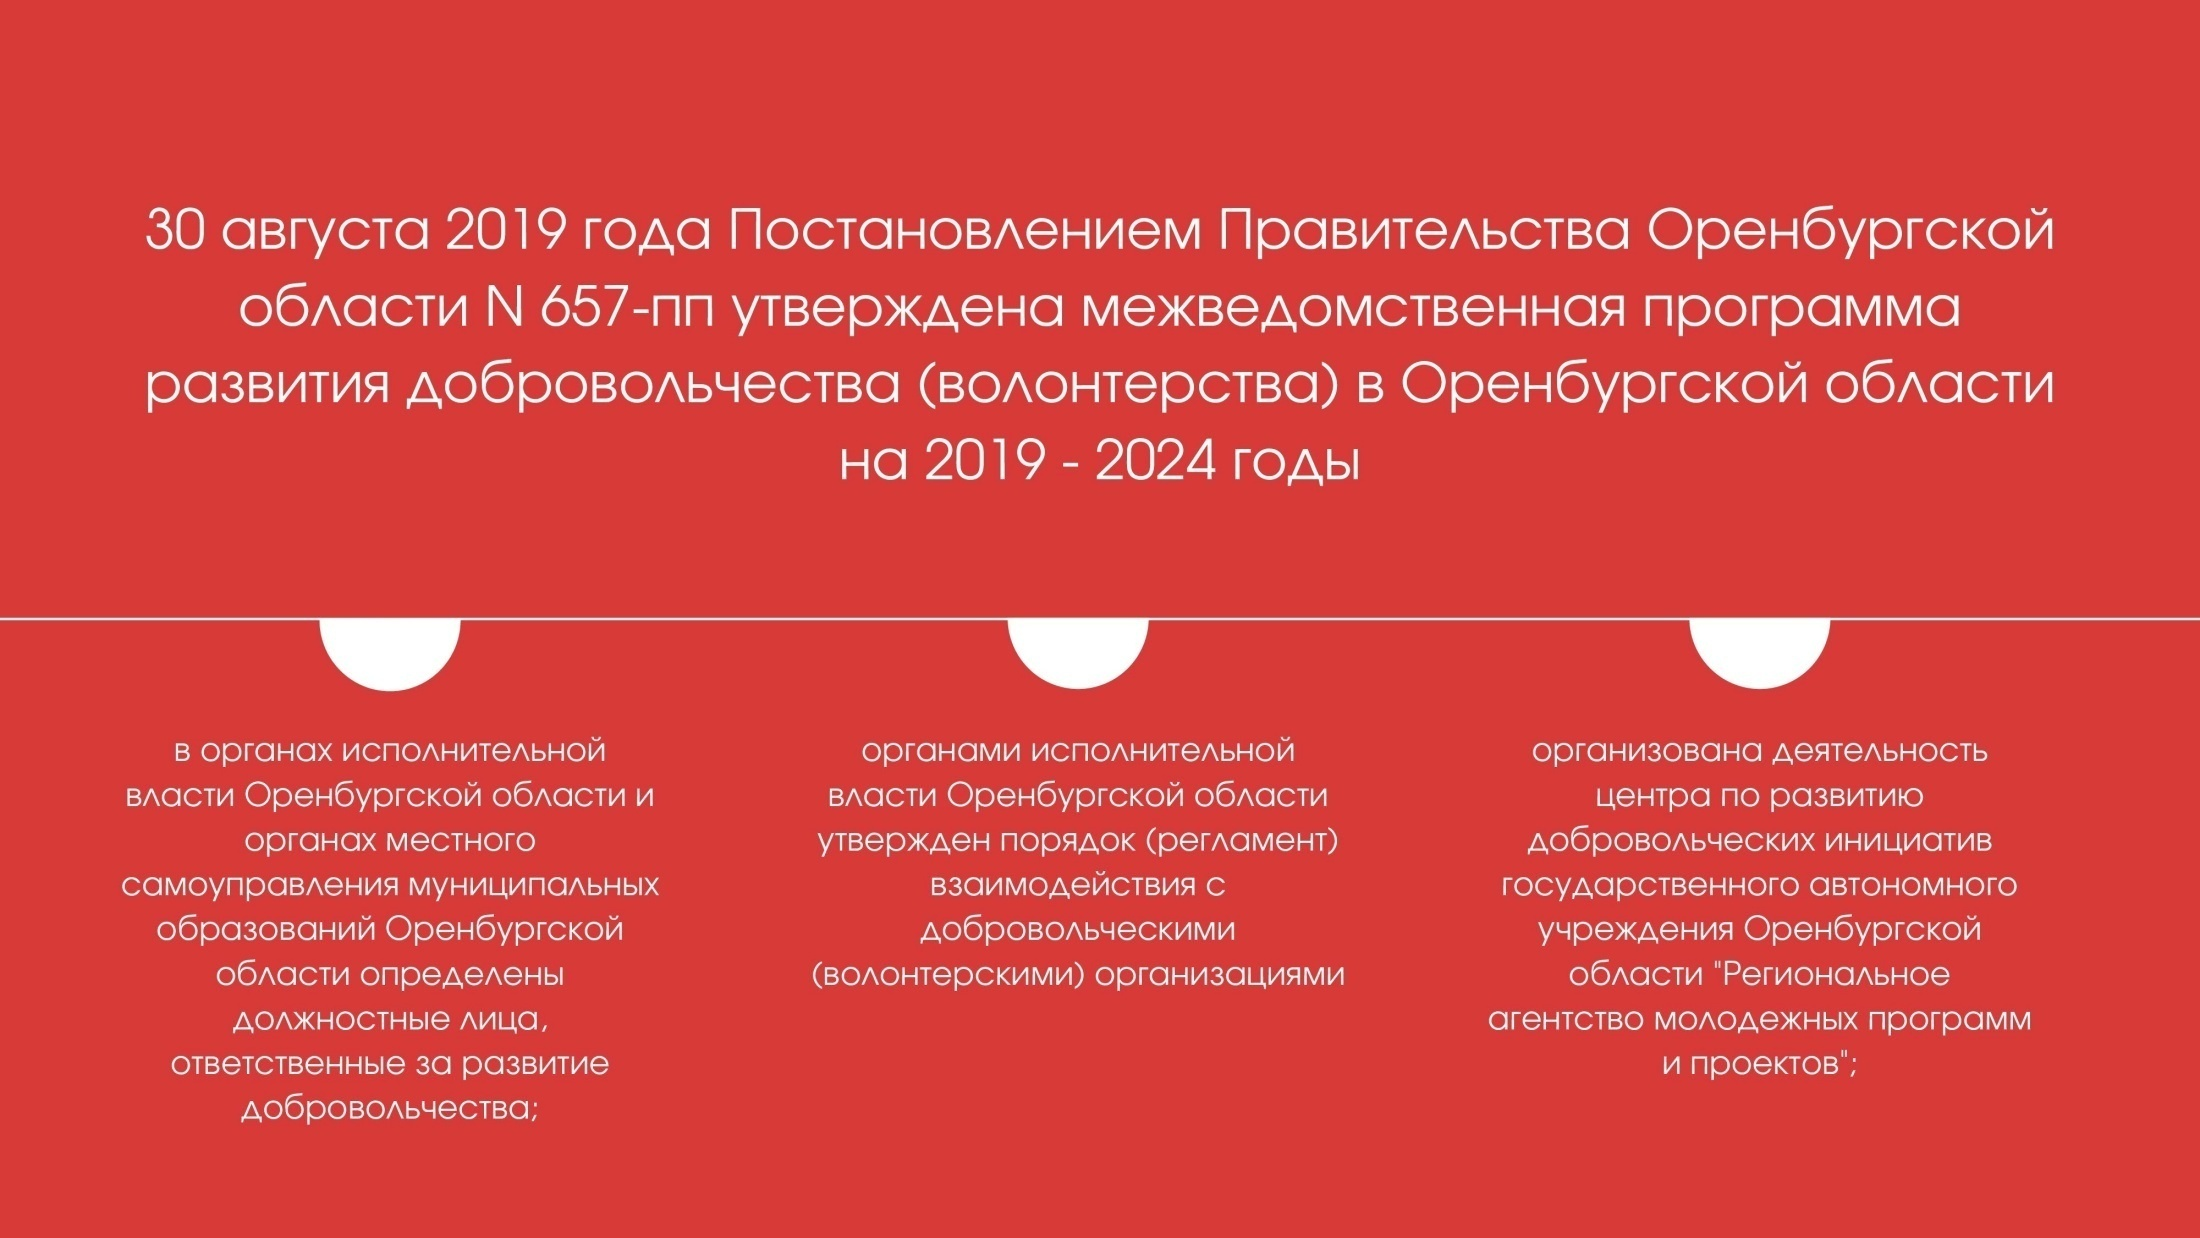 30 августа 2019 года Постановлением Правительства Оренбургской
области N 657-пп утверждена межведомственная программа
развития добровольчества (волонтерства) в Оренбургской области
на 2019 - 2024 годы
в органах исполнительной
власти Оренбургской области и
органах местного
самоуправления муниципальных
образований Оренбургской
области определены
должностные лица,
ответственные за развитие
добровольчества;
органами исполнительной
власти Оренбургской области
утвержден порядок (регламент)
взаимодействия с
добровольческими
(волонтерскими) организациями
организована деятельность
центра по развитию
добровольческих инициатив
государственного автономного
учреждения Оренбургской
области "Региональное
агентство молодежных программ
и проектов";